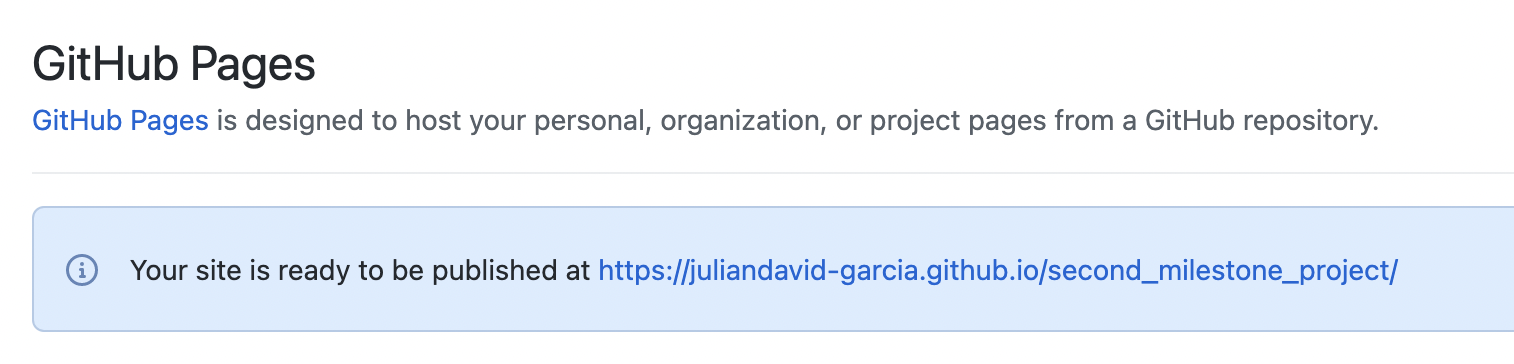 GitHub Pages
GitHub Pages is designed to host your personal, organization, or project pages from a GitHub repository.
Your site is ready to be published at https://juliandavid-garcia.github.io/second_milestone_project/